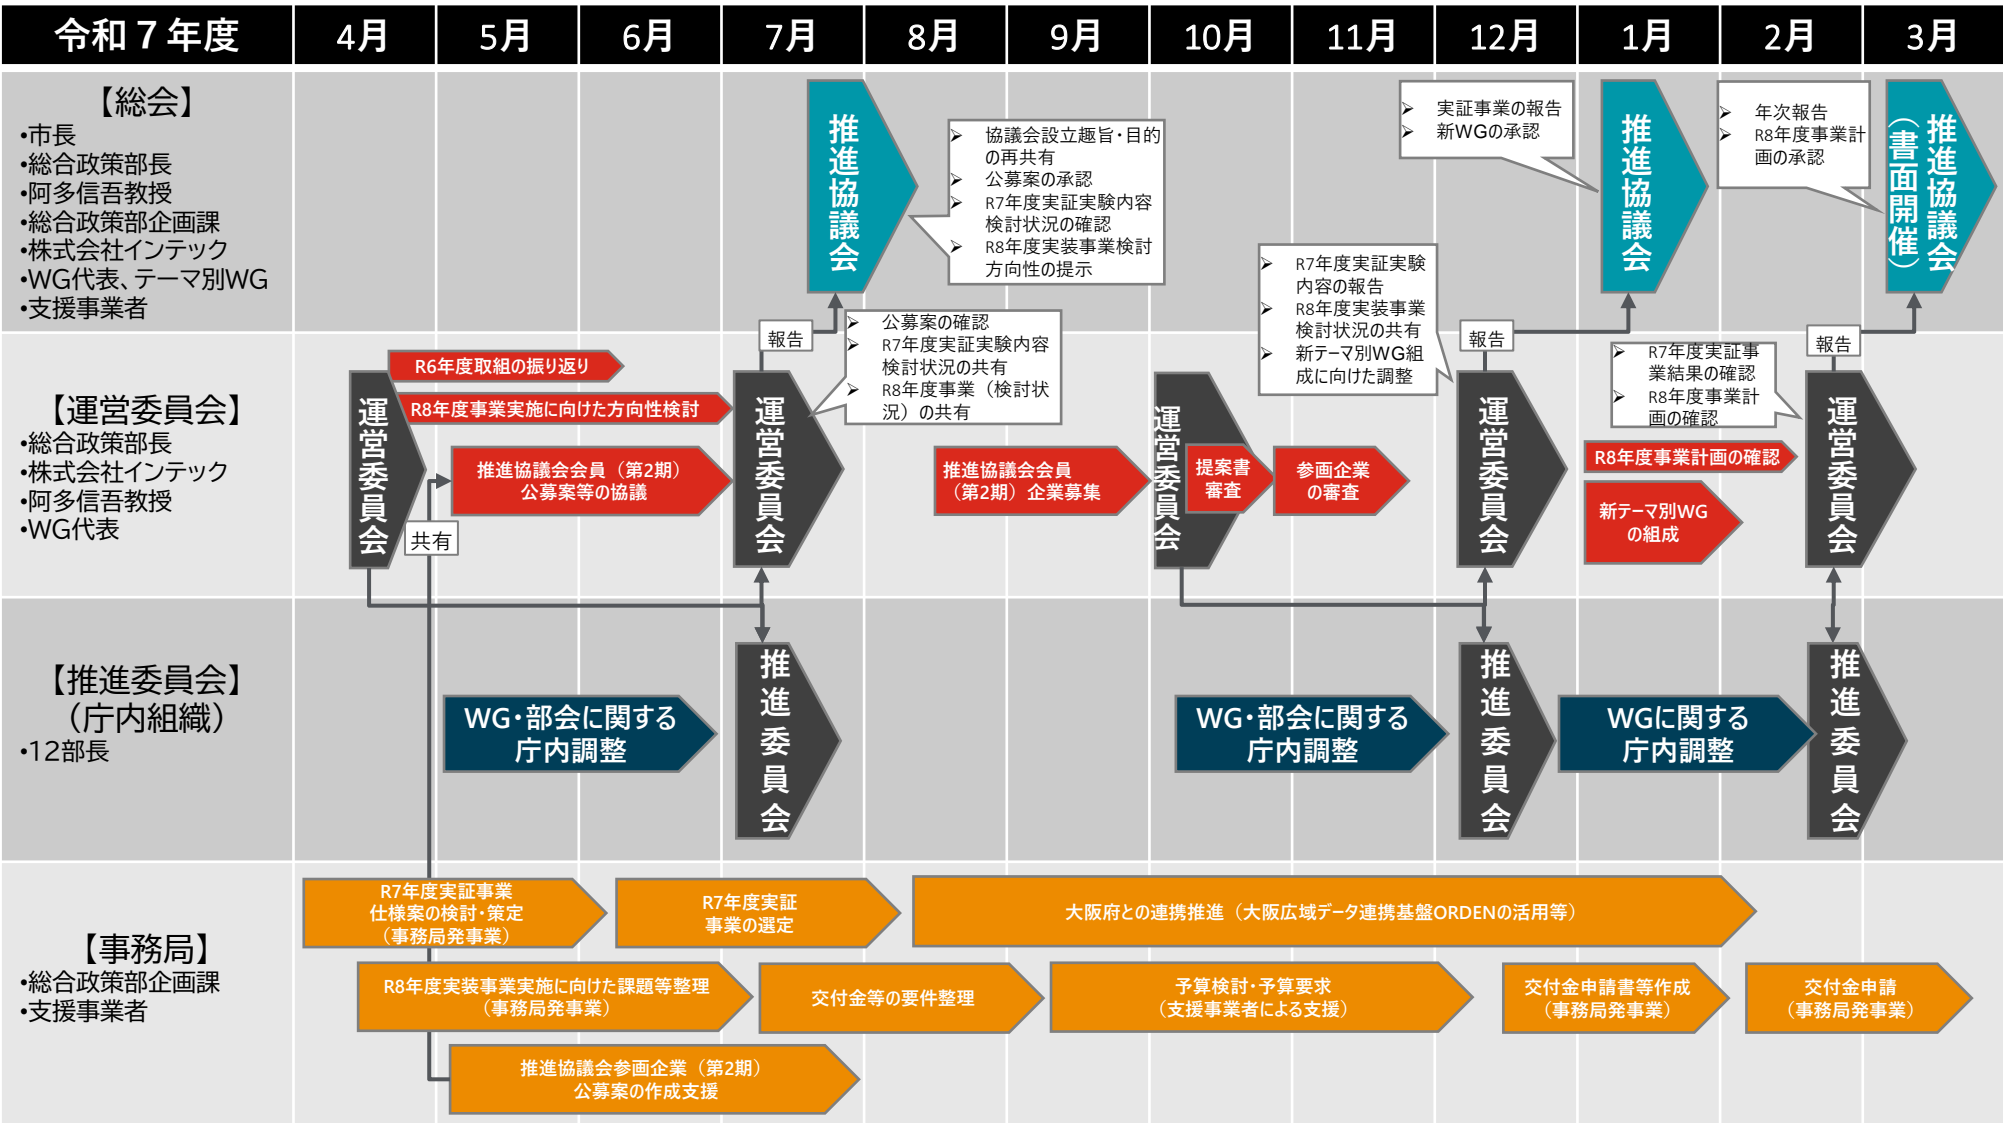 令和７年度
4月
5月
6月
7月
8月
9月
10月
11月
12月
1月
2月
3月
【総会】
•市長
•総合政策部長
•阿多信吾教授
•総合政策部企画課
•株式会社インテック
•WG代表、テーマ別WG
•支援事業者
推進協議会
➢ 協議会設立趣旨・目的
の再共有
➢ 公募案の承認
➢ R7年度実証実験内容
検討状況の確認
➢ R8年度実装事業検討
方向性の提示
➢ 実証事業の報告
➢ 新WGの承認
推進協議会
➢ 年次報告
➢ R8年度事業計
画の承認
推進協議会
（書面開催）
【運営委員会】
•総合政策部長
•株式会社インテック
•阿多信吾教授
•WG代表
運営委員会
R6年度取組の振り返り
R8年度事業実施に向けた方向性検討
推進協議会会員（第2期）
公募案等の協議
共有
報告
運営委員会
➢ 公募案の確認
➢ R7年度実証実験内容
検討状況の共有
➢ R8年度事業（検討状
況）の共有
推進協議会会員
（第2期）企業募集
運営委員会
提案書
審査
参画企業
の審査
➢ R7年度実証実験
内容の報告
➢ R8年度実装事業
検討状況の共有
➢ 新テーマ別WG組
成に向けた調整
報告
運営委員会
➢ R7年度実証事
業結果の確認
➢ R8年度事業計
画の確認
R8年度事業計画の確認
新テーマ別WG
の組成
報告
運営委員会
【推進委員会】
（庁内組織）
•12部長
WG・部会に関する
庁内調整
推進委員会
WG・部会に関する
庁内調整
推進委員会
WGに関する
庁内調整
推進委員会
【事務局】
•総合政策部企画課
•支援事業者
R7年度実証事業
仕様案の検討・策定
（事務局発事業）
R7年度実証
事業の選定
大阪府との連携推進（大阪広域データ連携基盤ORDENの活用等）
R8年度実装事業実施に向けた課題等整理
（事務局発事業）
交付金等の要件整理
予算検討・予算要求
（支援事業者による支援）
交付金申請書等作成
（事務局発事業）
交付金申請
（事務局発事業）
推進協議会参画企業（第2期）
公募案の作成支援